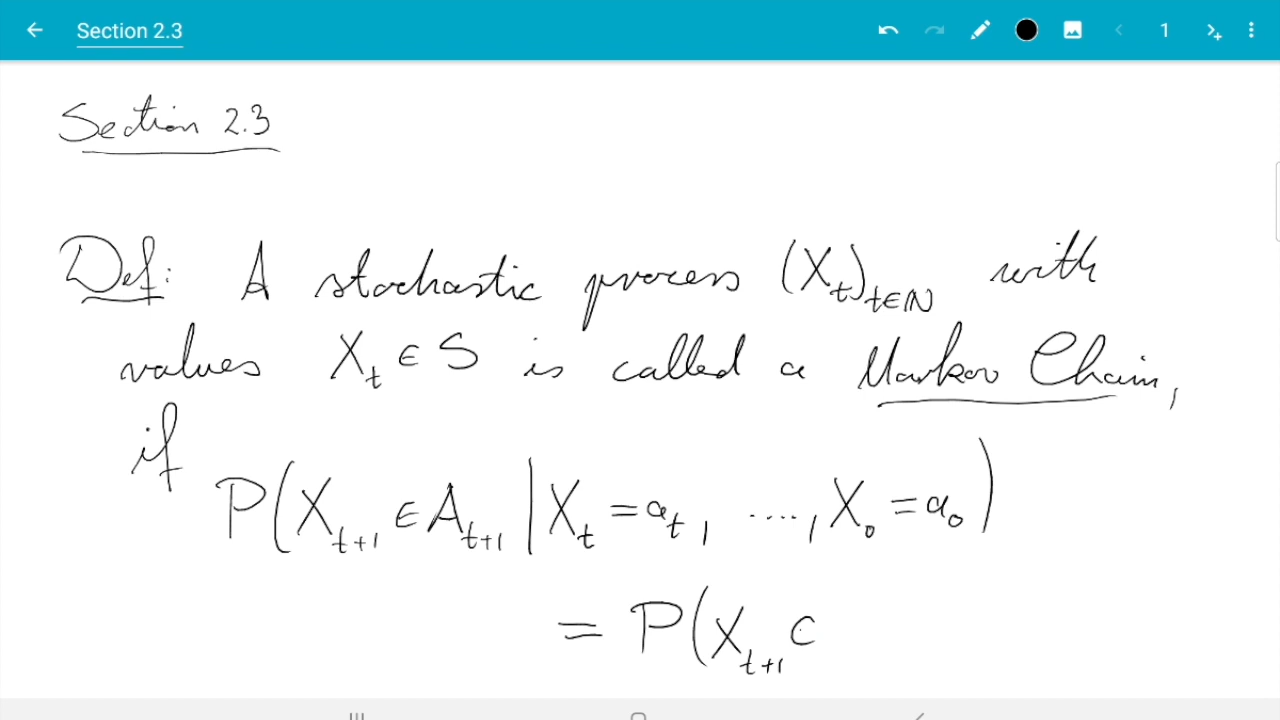 Section 2.3
1
Section 2.3
Def: A stochastic process (X_t)_{t∈ℕ} with
values X_t ∈ S is called a Markov Chain,
if
P(X_{t+1} ∈ A_{t+1} | X_t = a_t, ...., X_0 = a_0)
= P(X_{t+1} ∈